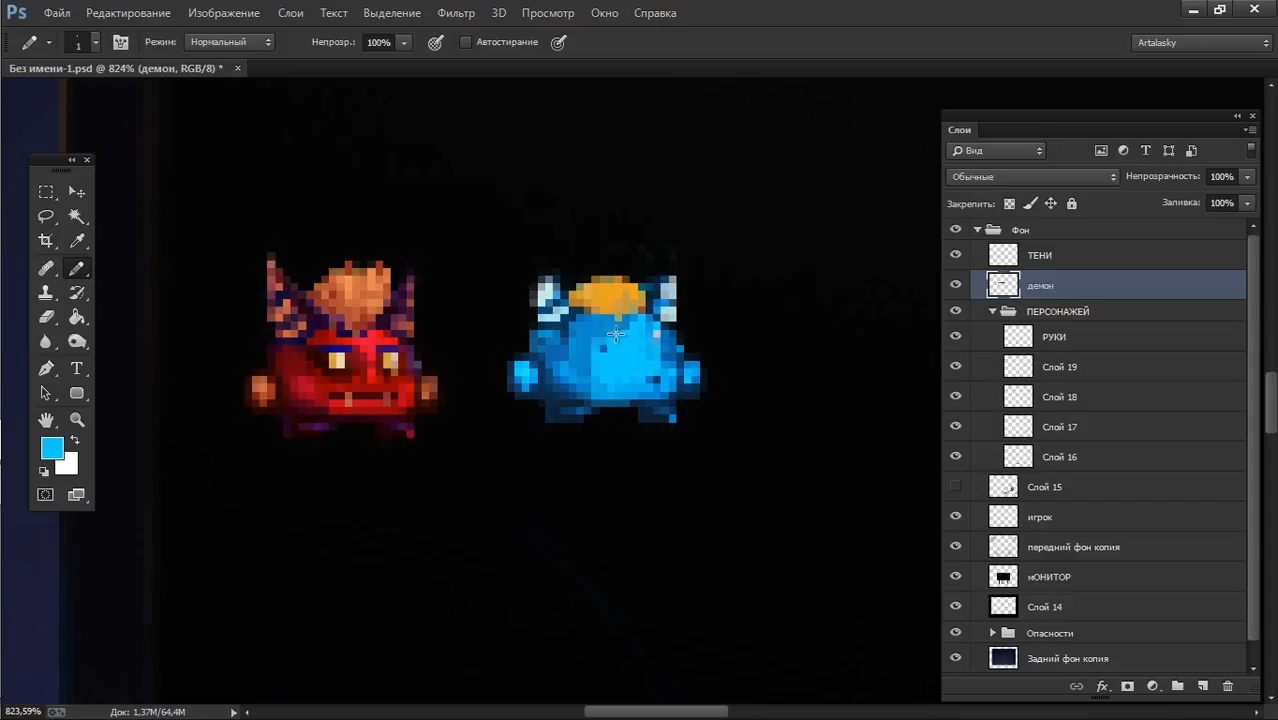 Ps Файл Редактирование Изображение Слои Текст Выделение Фильтр 3D Просмотр Окно Справка
1 Режим: Нормальный Непрозр.: 100% Автостирание Artalasky
Без имени-1.psd @ 824% (демон, RGB/8) * ×
Слои
Вид T
Обычные Непрозрачность: 100%
Закрепить: Заливка: 100%
Фон
ТЕНИ
демон
ПЕРСОНАЖЕЙ
РУКИ
Слой 19
Слой 18
Слой 17
Слой 16
Слой 15
игрок
передний фон копия
мОНИТОР
Слой 14
Опасности
Задний фон копия
T
fx
823,59% Док: 1,37M/64,4M